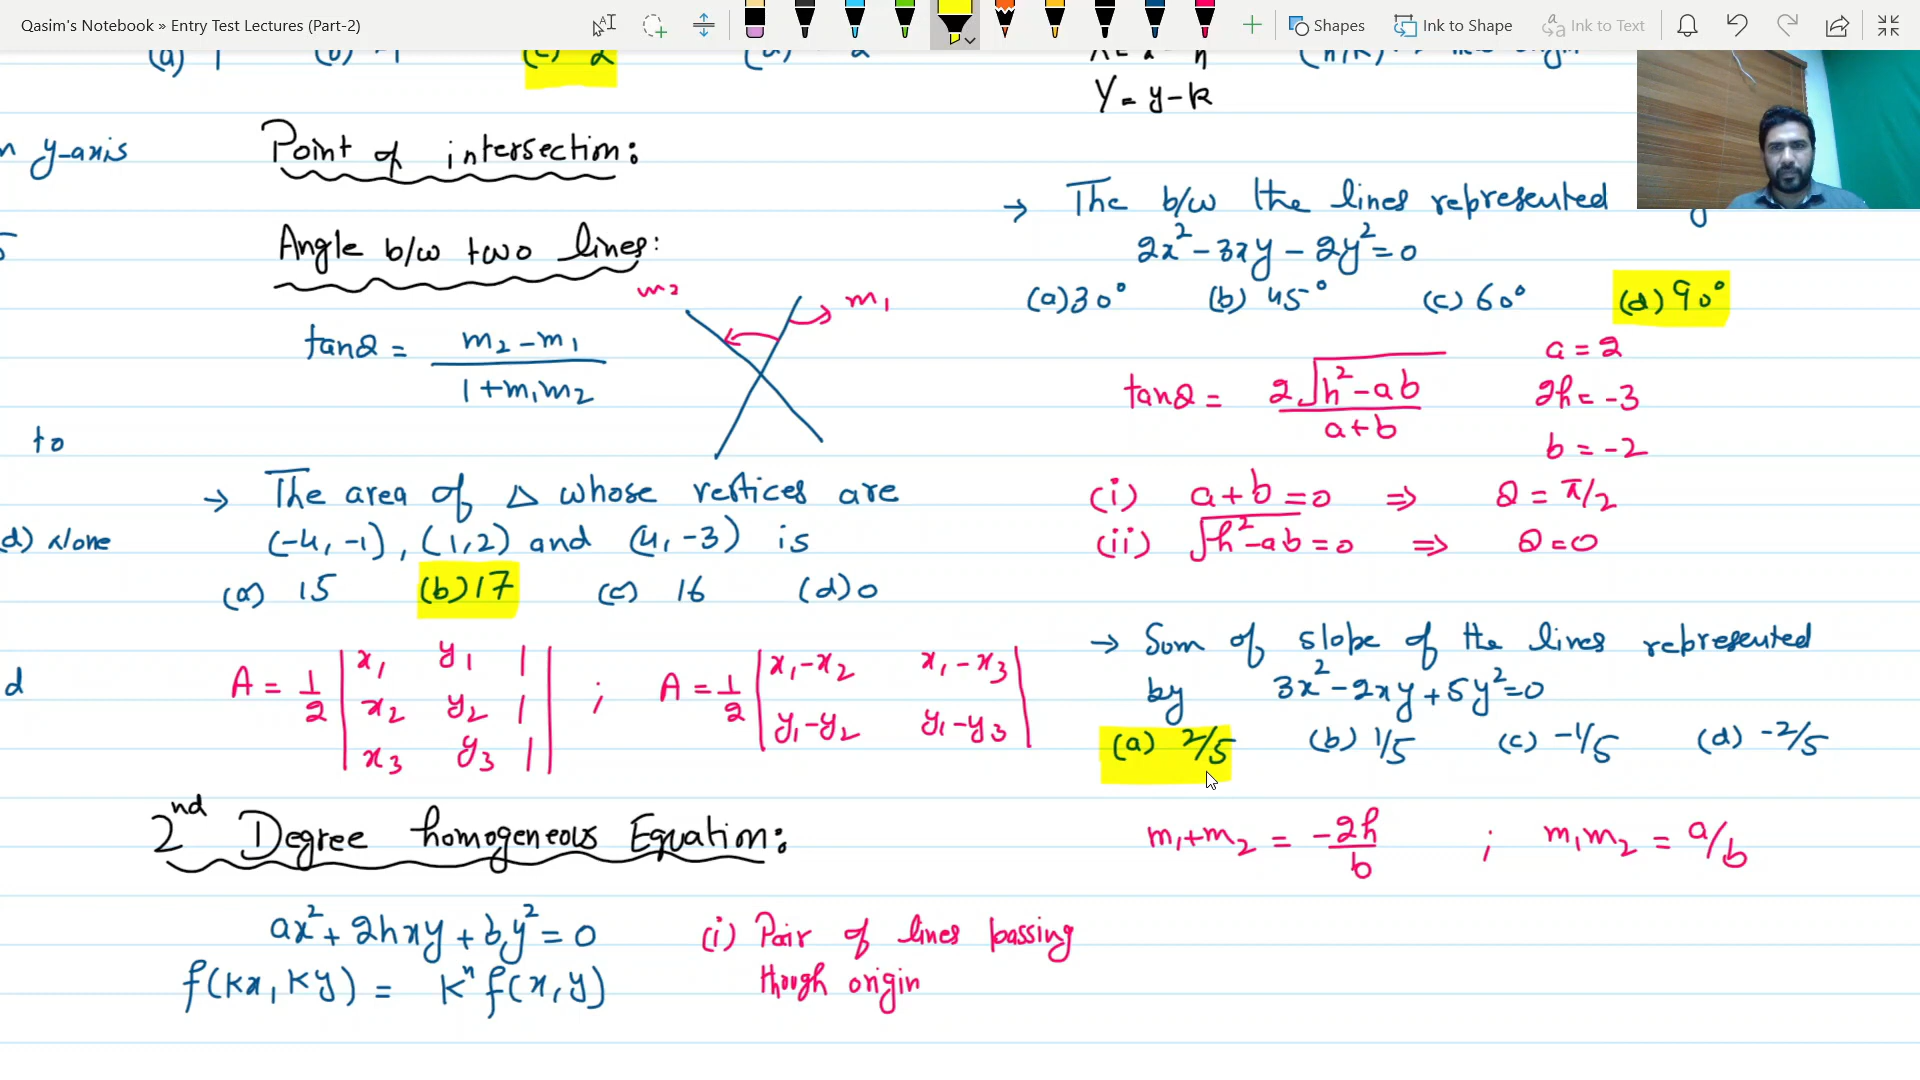 Qasim's Notebook » Entry Test Lectures (Part-2)
Shapes
Ink to Shape
Ink to Text
(a) 1
(c) 2
(h,k) → new origin
Y = y-k
y-axis
Point of intersection:
Angle b/w two lines:
tanθ = (m₂-m₁)/(1+m₁m₂)
m₂
m₁
to
→ The area of △ whose vertices are
(-4, -1), (1,2) and (4, -3) is
(d) None
(a) 15 (b) 17 (c) 16 (d) 0
d
A = 1/2 | x₁ y₁ 1 | ; A = 1/2 | x₁-x₂ x₁-x₃ |
| x₂ y₂ 1 | | y₁-y₂ y₁-y₃ |
| x₃ y₃ 1 |
2nd Degree homogeneous Equation:
ax²+2hxy+by²=0
f(kx, ky) = kⁿ f(x,y)
(i) Pair of lines passing
though origin
→ The b/w the lines represented
2x²-3xy-2y²=0
(a) 30° (b) 45° (c) 60° (d) 90°
tanθ = 2√(h²-ab)/(a+b)
a = 2
2h = -3
b = -2
(i) a+b=0 ⇒ θ = π/2
(ii) √(h²-ab)=0 ⇒ θ=0
→ Sum of slope of the lines represented
by 3x²-2xy+5y²=0
(a) 2/5 (b) 1/5 (c) -1/5 (d) -2/5
m₁+m₂ = -2h/b ; m₁m₂ = a/b